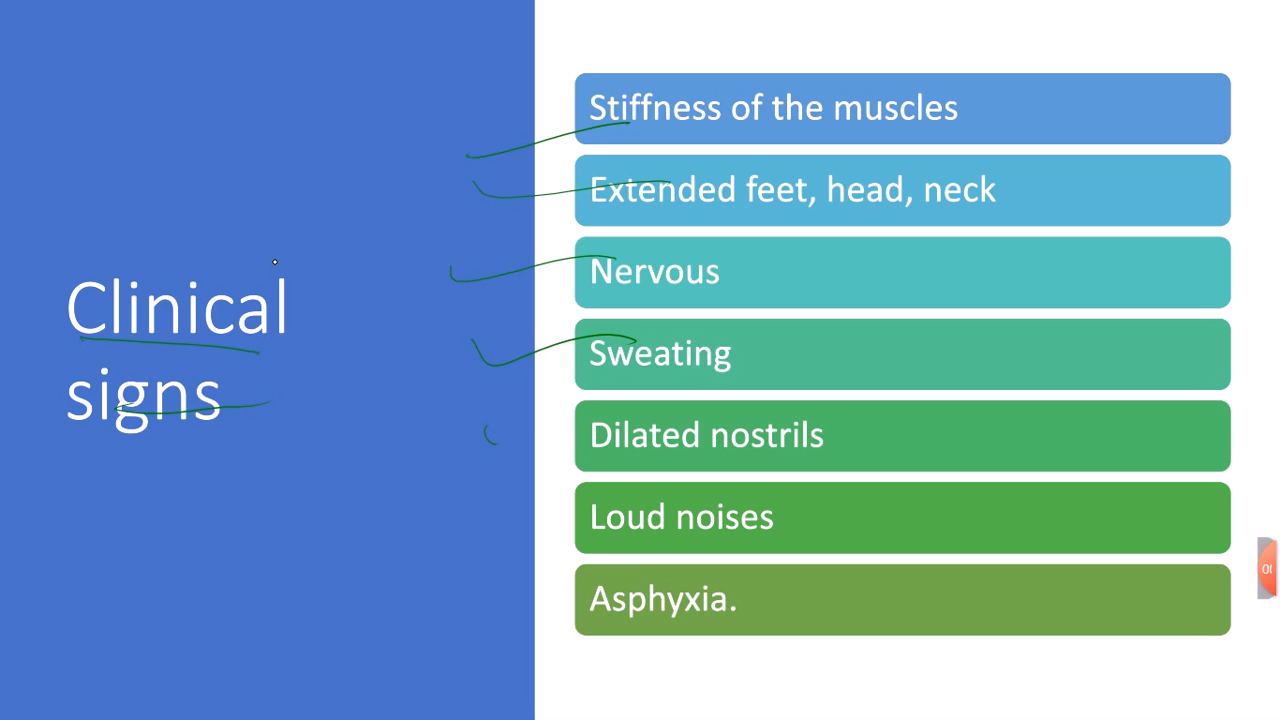 Clinical
signs
Stiffness of the muscles
Extended feet, head, neck
Nervous
Sweating
Dilated nostrils
Loud noises
Asphyxia.